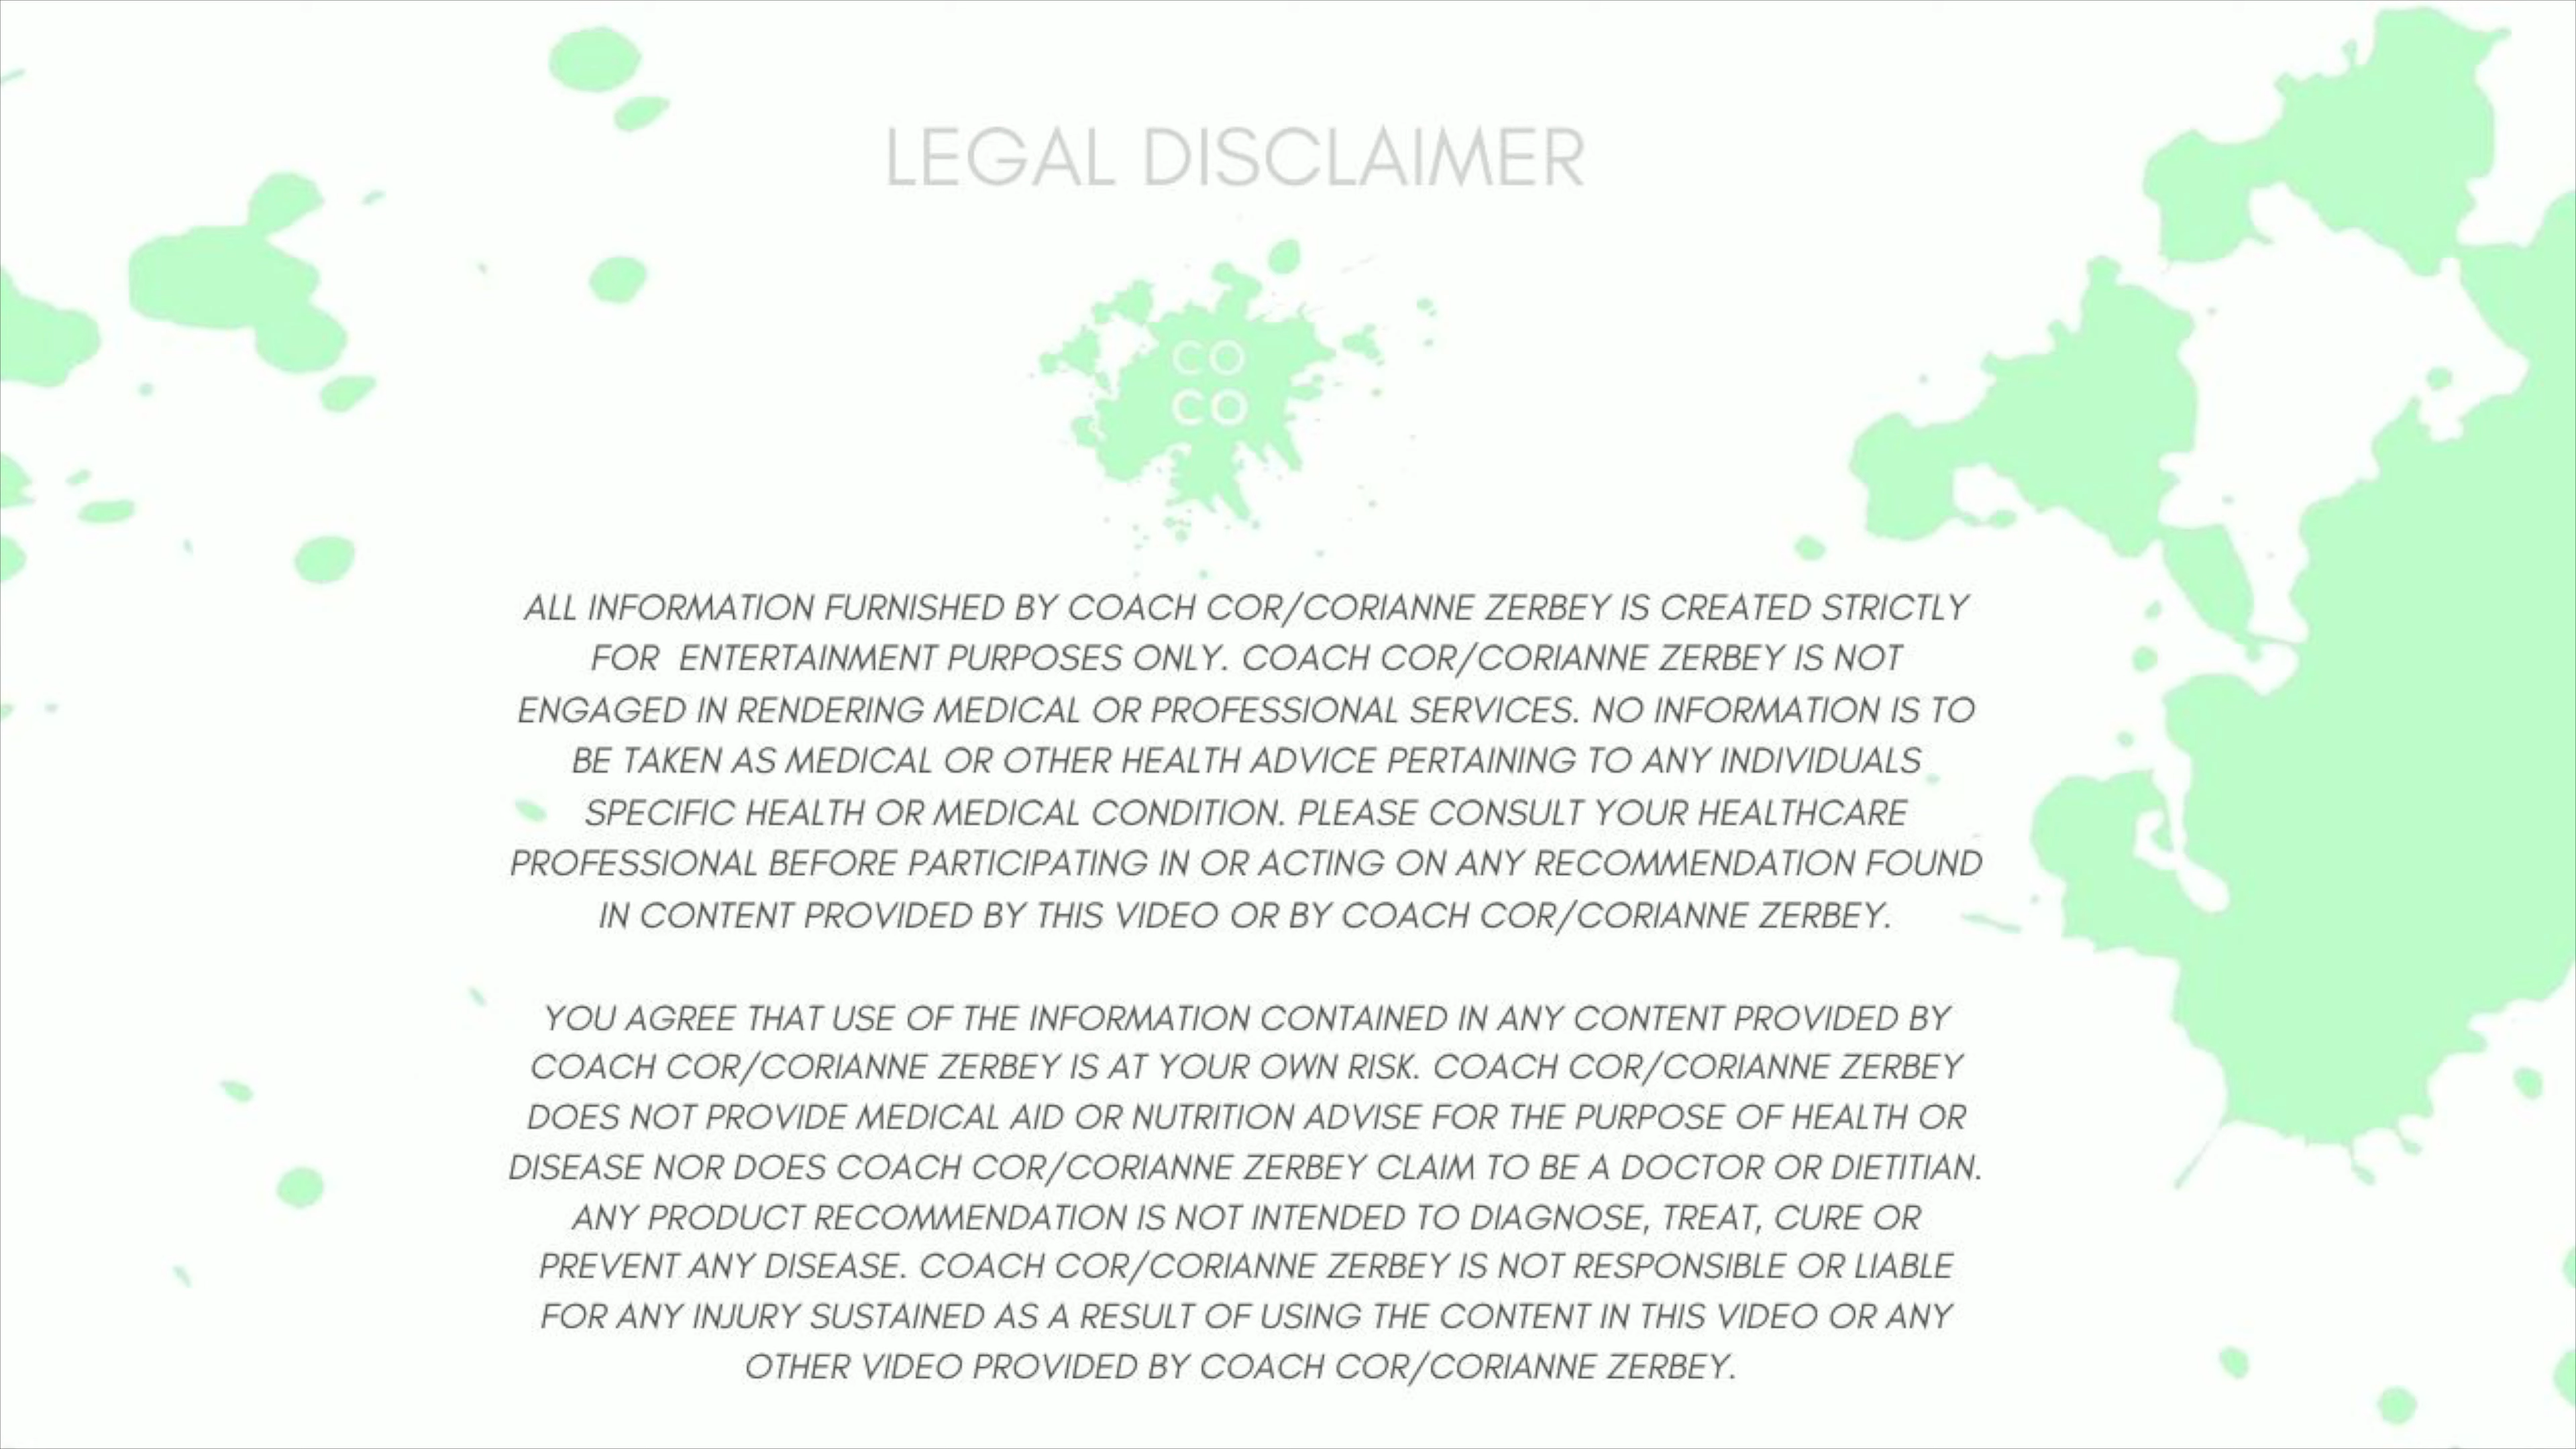 LEGAL DISCLAIMER
CO
CO
ALL INFORMATION FURNISHED BY COACH COR/CORIANNE ZERBEY IS CREATED STRICTLY
FOR ENTERTAINMENT PURPOSES ONLY. COACH COR/CORIANNE ZERBEY IS NOT
ENGAGED IN RENDERING MEDICAL OR PROFESSIONAL SERVICES. NO INFORMATION IS TO
BE TAKEN AS MEDICAL OR OTHER HEALTH ADVICE PERTAINING TO ANY INDIVIDUALS
SPECIFIC HEALTH OR MEDICAL CONDITION. PLEASE CONSULT YOUR HEALTHCARE
PROFESSIONAL BEFORE PARTICIPATING IN OR ACTING ON ANY RECOMMENDATION FOUND
IN CONTENT PROVIDED BY THIS VIDEO OR BY COACH COR/CORIANNE ZERBEY.
YOU AGREE THAT USE OF THE INFORMATION CONTAINED IN ANY CONTENT PROVIDED BY
COACH COR/CORIANNE ZERBEY IS AT YOUR OWN RISK. COACH COR/CORIANNE ZERBEY
DOES NOT PROVIDE MEDICAL AID OR NUTRITION ADVISE FOR THE PURPOSE OF HEALTH OR
DISEASE NOR DOES COACH COR/CORIANNE ZERBEY CLAIM TO BE A DOCTOR OR DIETITIAN.
ANY PRODUCT RECOMMENDATION IS NOT INTENDED TO DIAGNOSE, TREAT, CURE OR
PREVENT ANY DISEASE. COACH COR/CORIANNE ZERBEY IS NOT RESPONSIBLE OR LIABLE
FOR ANY INJURY SUSTAINED AS A RESULT OF USING THE CONTENT IN THIS VIDEO OR ANY
OTHER VIDEO PROVIDED BY COACH COR/CORIANNE ZERBEY.